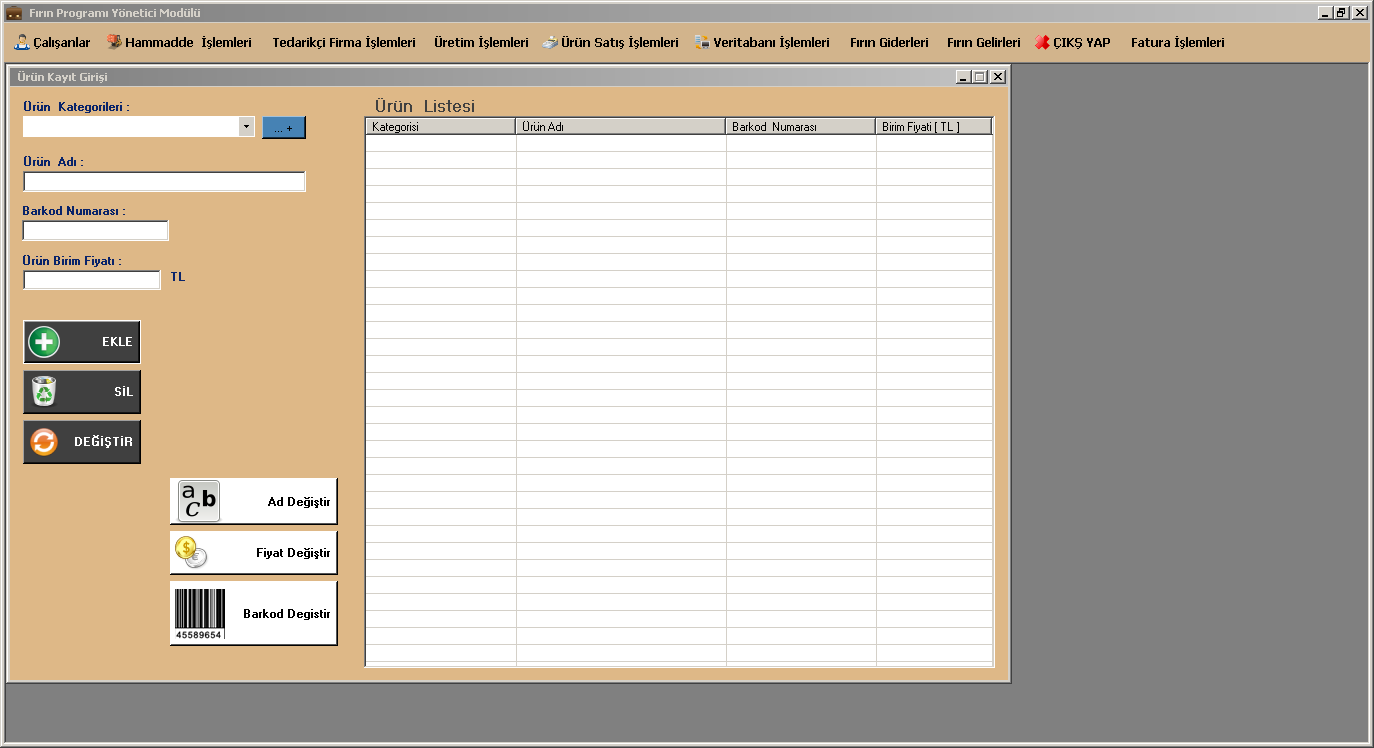 Fırın Programı Yönetici Modülü
Çalışanlar Hammadde İşlemleri Tedarikçi Firma İşlemleri Üretim İşlemleri Ürün Satış İşlemleri Veritabanı İşlemleri Fırın Giderleri Fırın Gelirleri ÇIKŞ YAP Fatura İşlemleri
Ürün Kayıt Girişi
Ürün Kategorileri :
... +
Ürün Adı :
Barkod Numarası :
Ürün Birim Fiyatı :
TL
EKLE
SİL
DEĞİŞTİR
a b c
Ad Değiştir
$ €
Fiyat Değiştir
Barkod Degistir
45589654
Ürün Listesi
Kategorisi Ürün Adı Barkod Numarası Birim Fiyati [ TL ]